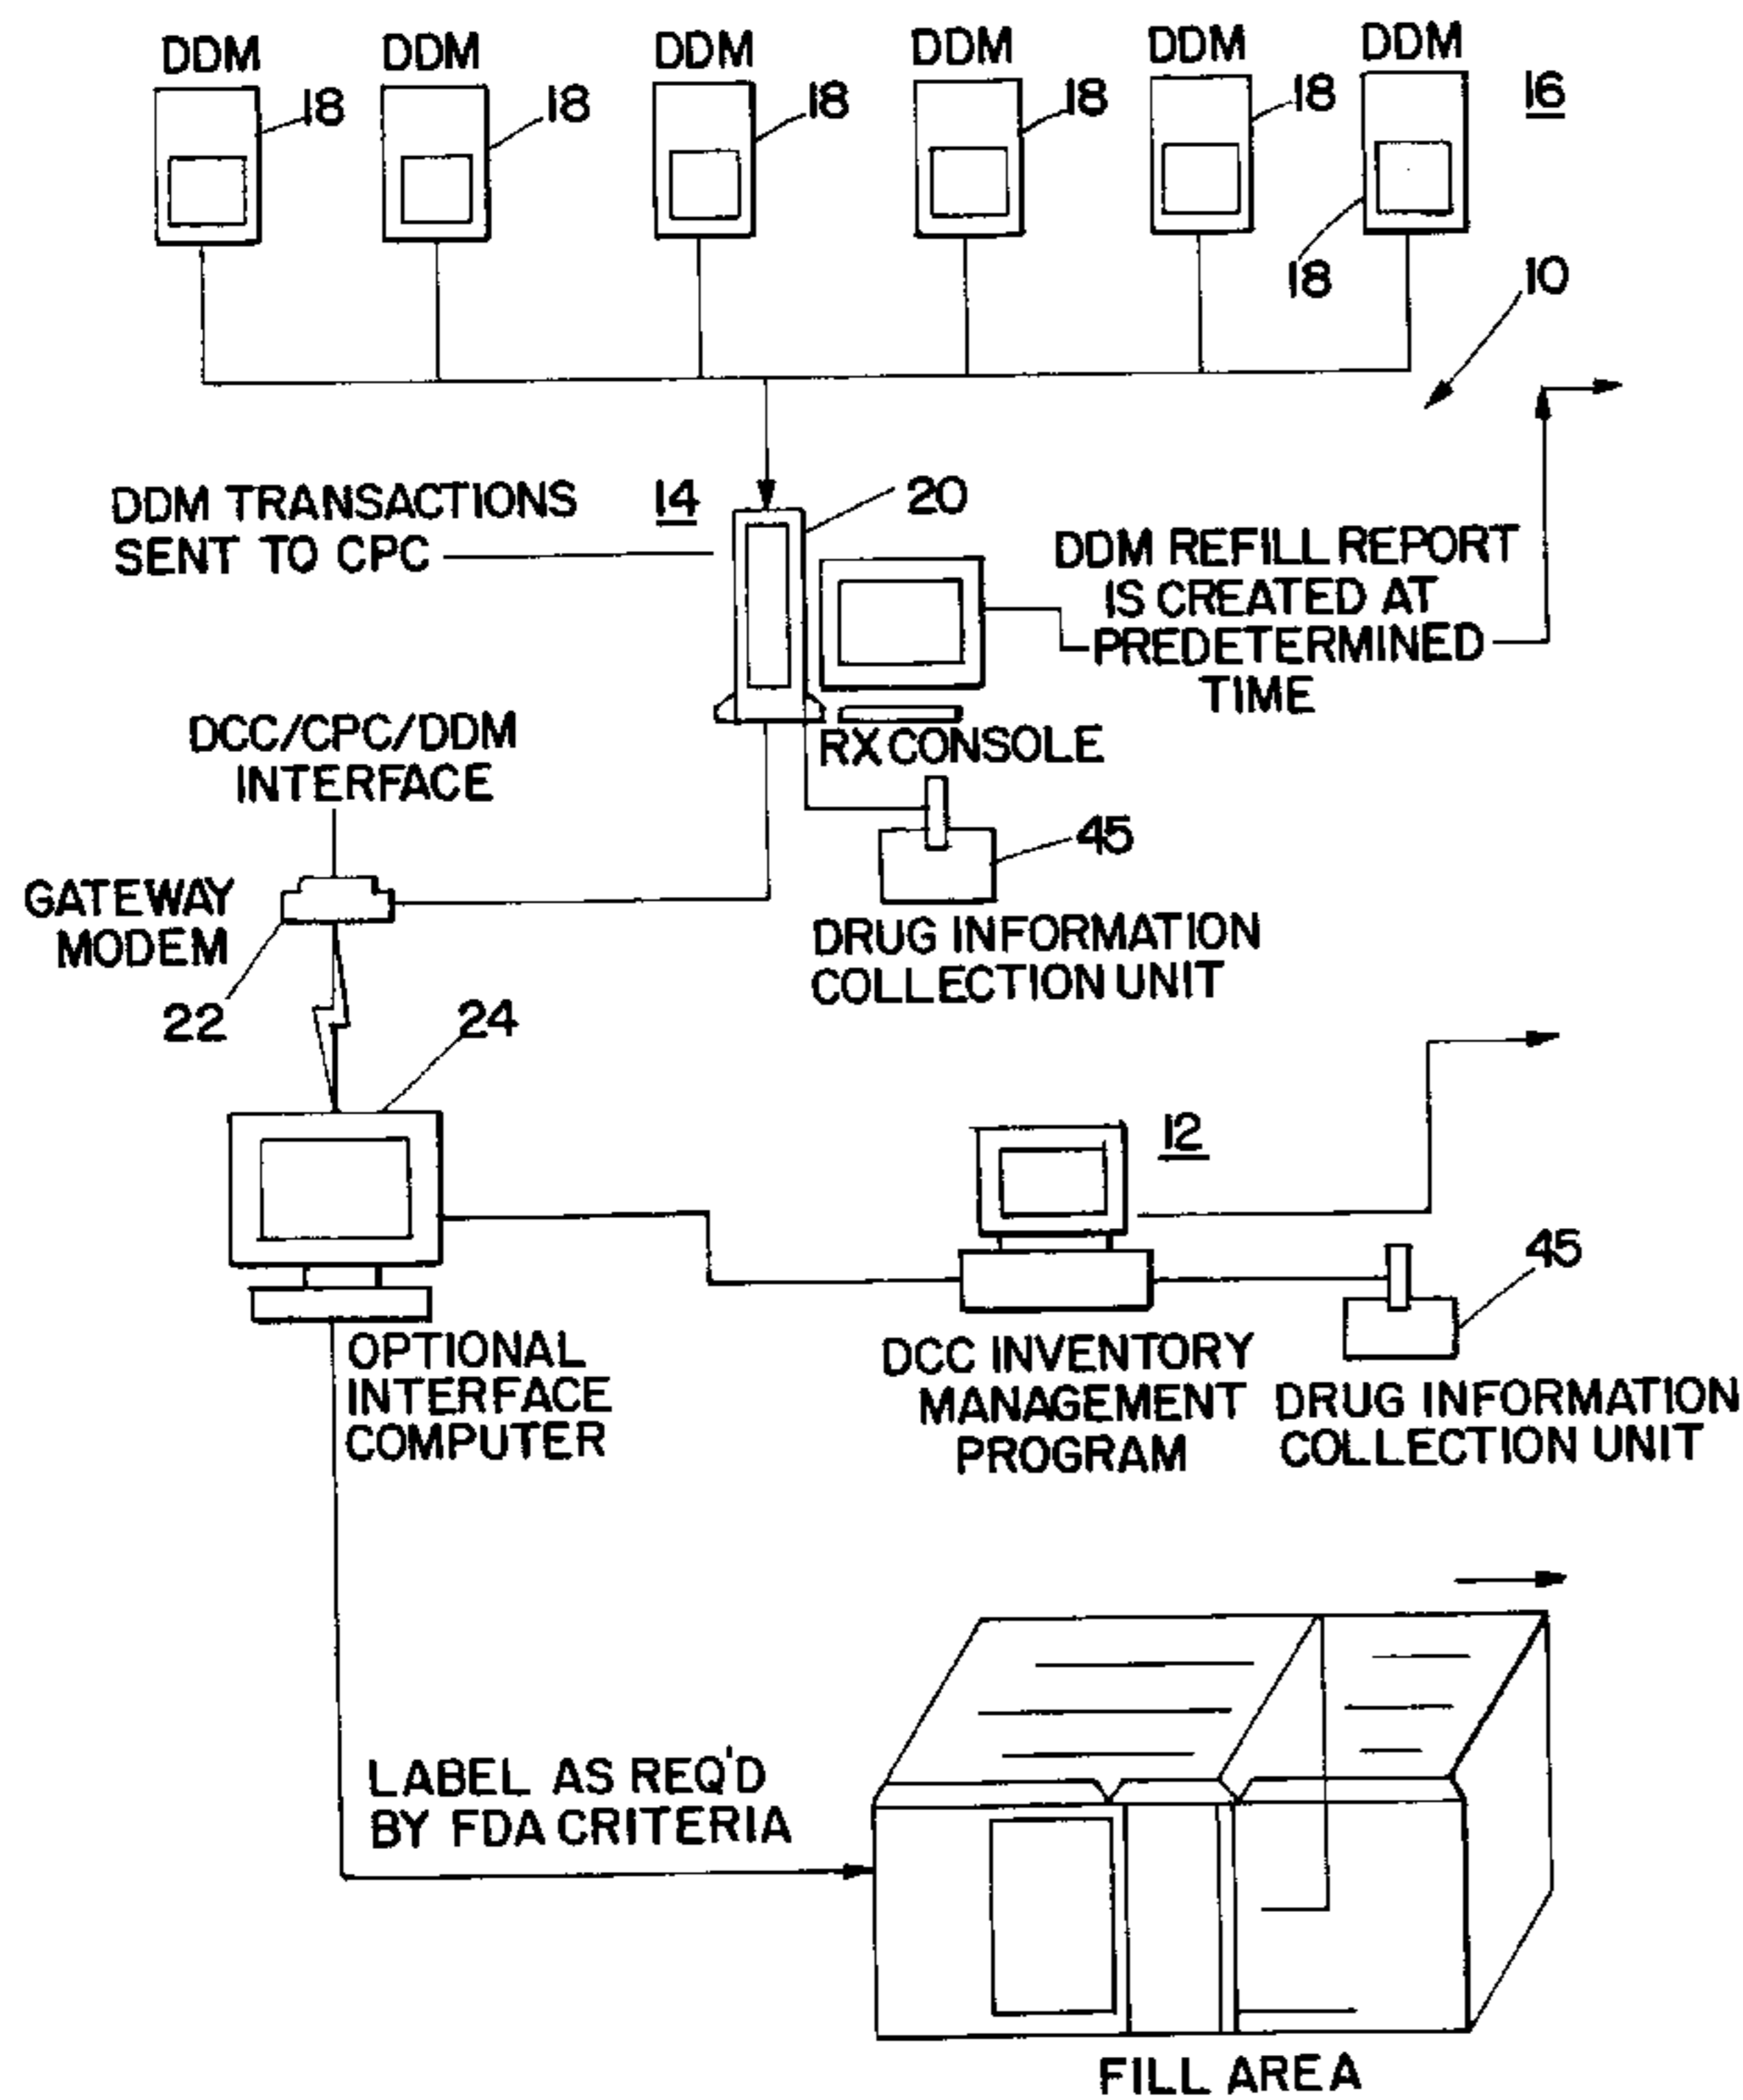 DDM
DDM
DDM
DDM
DDM
DDM
18
18
18
18
18
16
18
10
DDM TRANSACTIONS
SENT TO CPC
14
20
DDM REFILL REPORT
IS CREATED AT
PREDETERMINED
TIME
RX CONSOLE
DCC/CPC/DDM
INTERFACE
45
GATEWAY
MODEM
DRUG INFORMATION
COLLECTION UNIT
22
24
12
45
OPTIONAL
INTERFACE
COMPUTER
DCC INVENTORY
MANAGEMENT
PROGRAM
DRUG INFORMATION
COLLECTION UNIT
LABEL AS REQ'D
BY FDA CRITERIA
FILL AREA